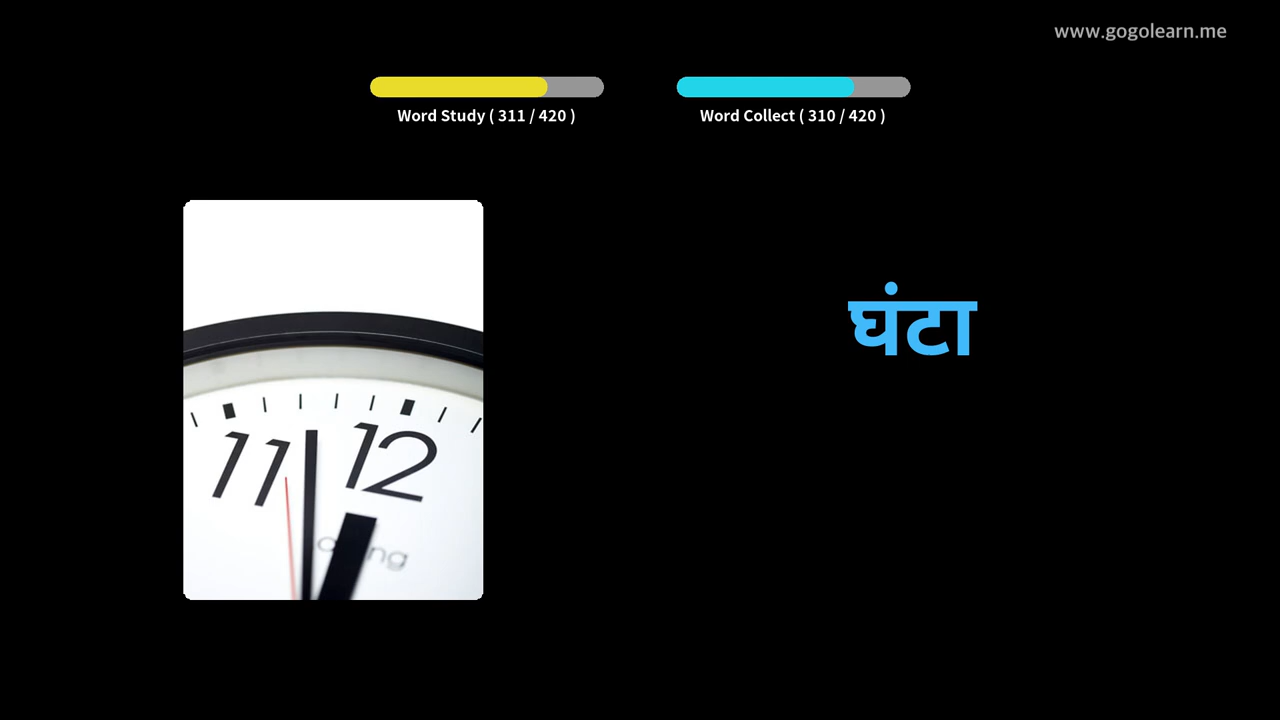 www.gogolearn.me
Word Study ( 311 / 420 )
Word Collect ( 310 / 420 )
घंटा
11
12